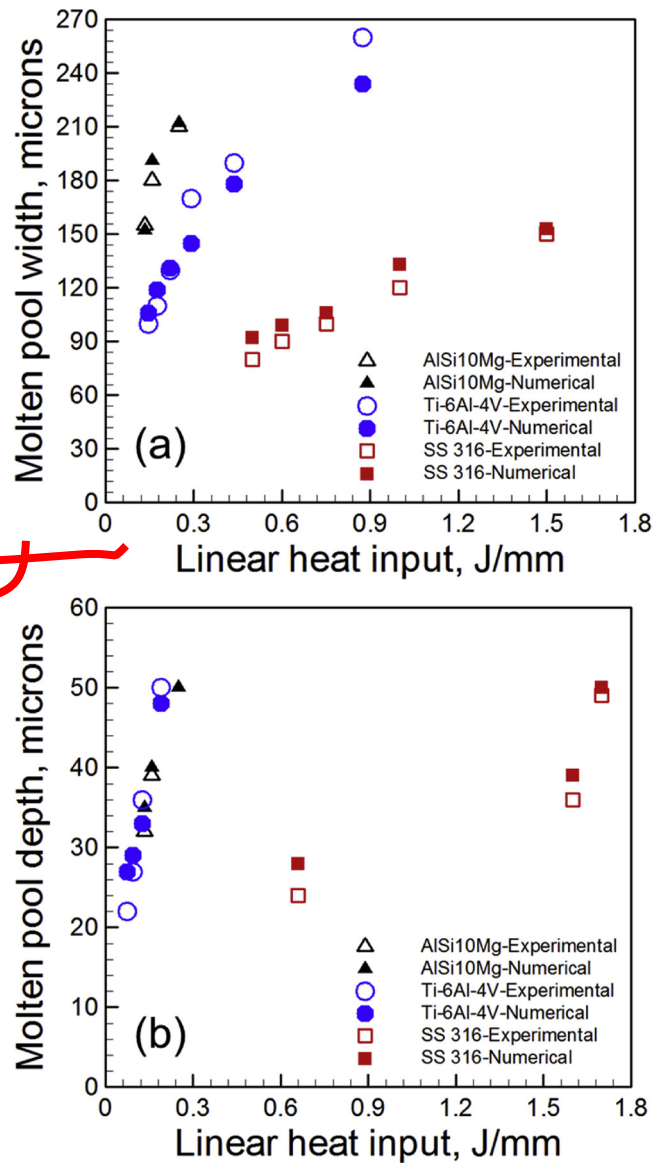 270
240
210
180
150
120
90
60
30
0
Molten pool width, microns
AlSi10Mg-Experimental
AlSi10Mg-Numerical
Ti-6Al-4V-Experimental
Ti-6Al-4V-Numerical
SS 316-Experimental
SS 316-Numerical
(a)
0 0.3 0.6 0.9 1.2 1.5 1.8
Linear heat input, J/mm
60
50
40
30
20
10
0
Molten pool depth, microns
AlSi10Mg-Experimental
AlSi10Mg-Numerical
Ti-6Al-4V-Experimental
Ti-6Al-4V-Numerical
SS 316-Experimental
SS 316-Numerical
(b)
0 0.3 0.6 0.9 1.2 1.5 1.8
Linear heat input, J/mm